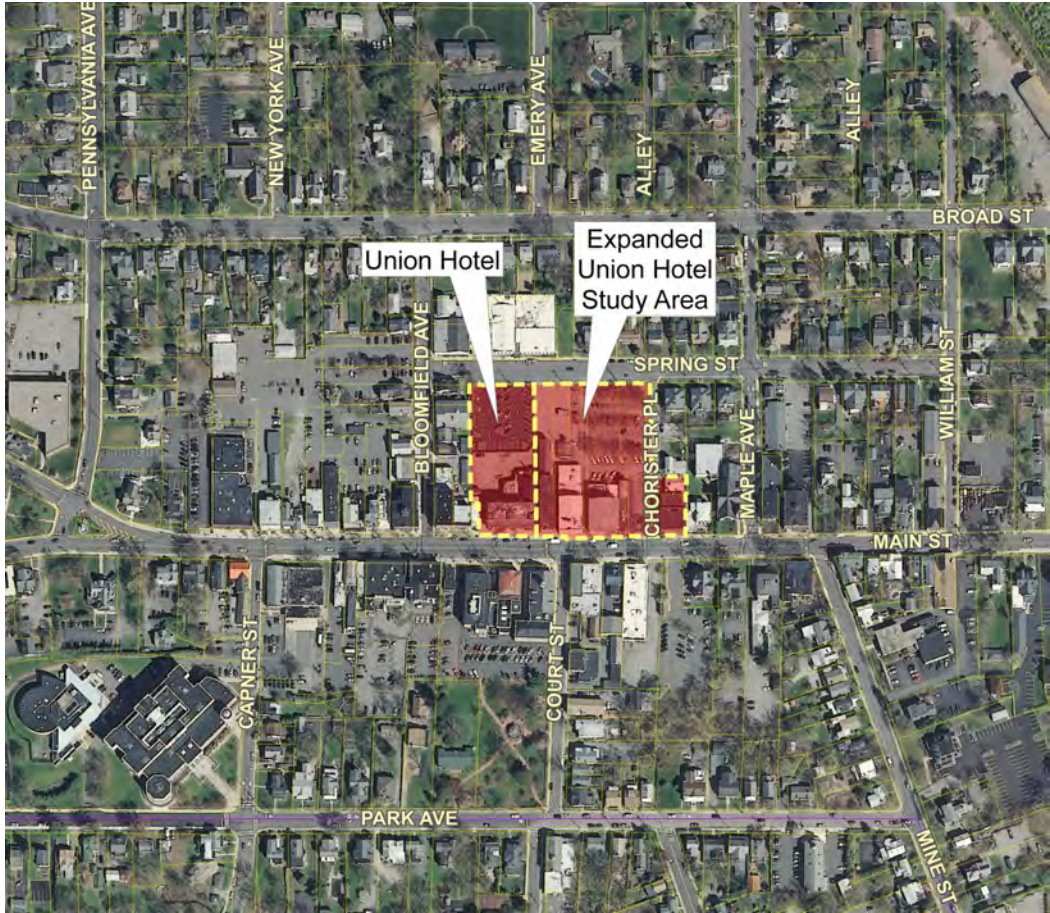 PENNSYLVANIA AVE
NEW YORK AVE
EMERY AVE
ALLEY
ALLEY
BROAD ST
Union Hotel
Expanded
Union Hotel
Study Area
BLOOMFIELD AVE
SPRING ST
WILLIAM ST
CHORISTER PL
MAPLE AVE
MAIN ST
CAPNER ST
COURT ST
PARK AVE
MINE ST